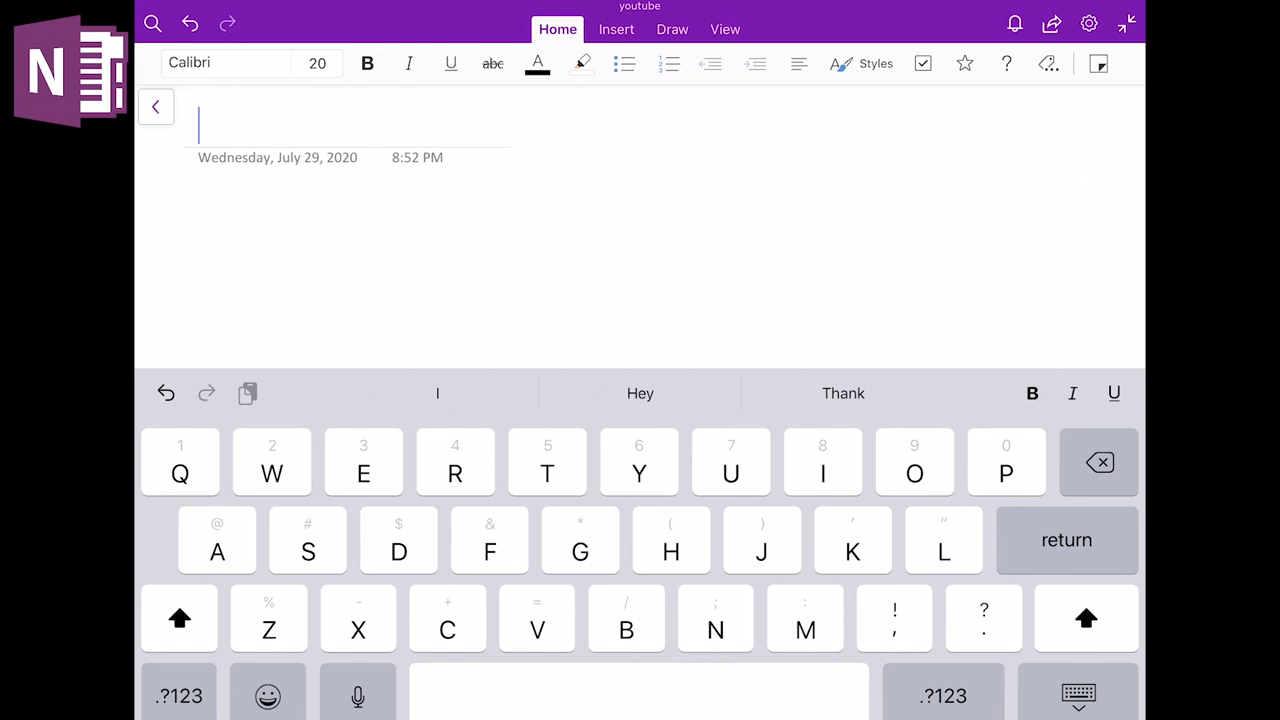 youtube
Home Insert Draw View
N
Calibri 20 B I U abc A A Styles ?
Wednesday, July 29, 2020 8:52 PM
I Hey Thank B I U
1 2 3 4 5 6 7 8 9 0
Q W E R T Y U I O P
@ # $ & * ( ) ' "
A S D F G H J K L return
% - + = / ; : ! ?
Z X C V B N M , .
.?123 .?123